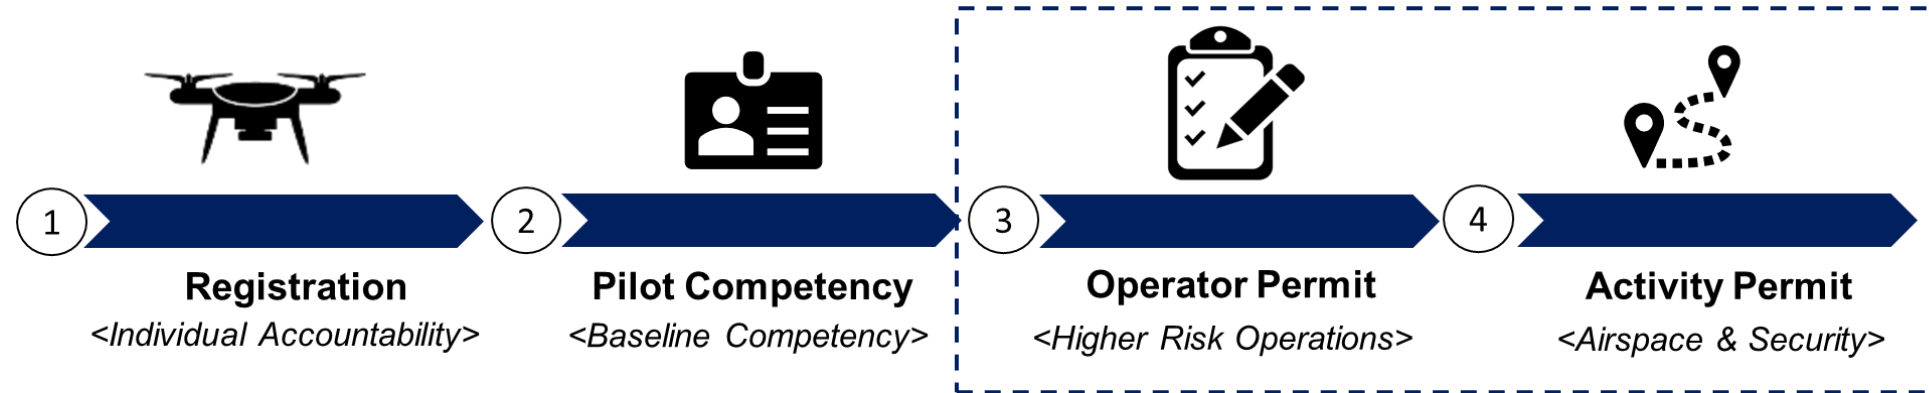 1
2
3
4
Registration
<Individual Accountability>
Pilot Competency
<Baseline Competency>
Operator Permit
<Higher Risk Operations>
Activity Permit
<Airspace & Security>